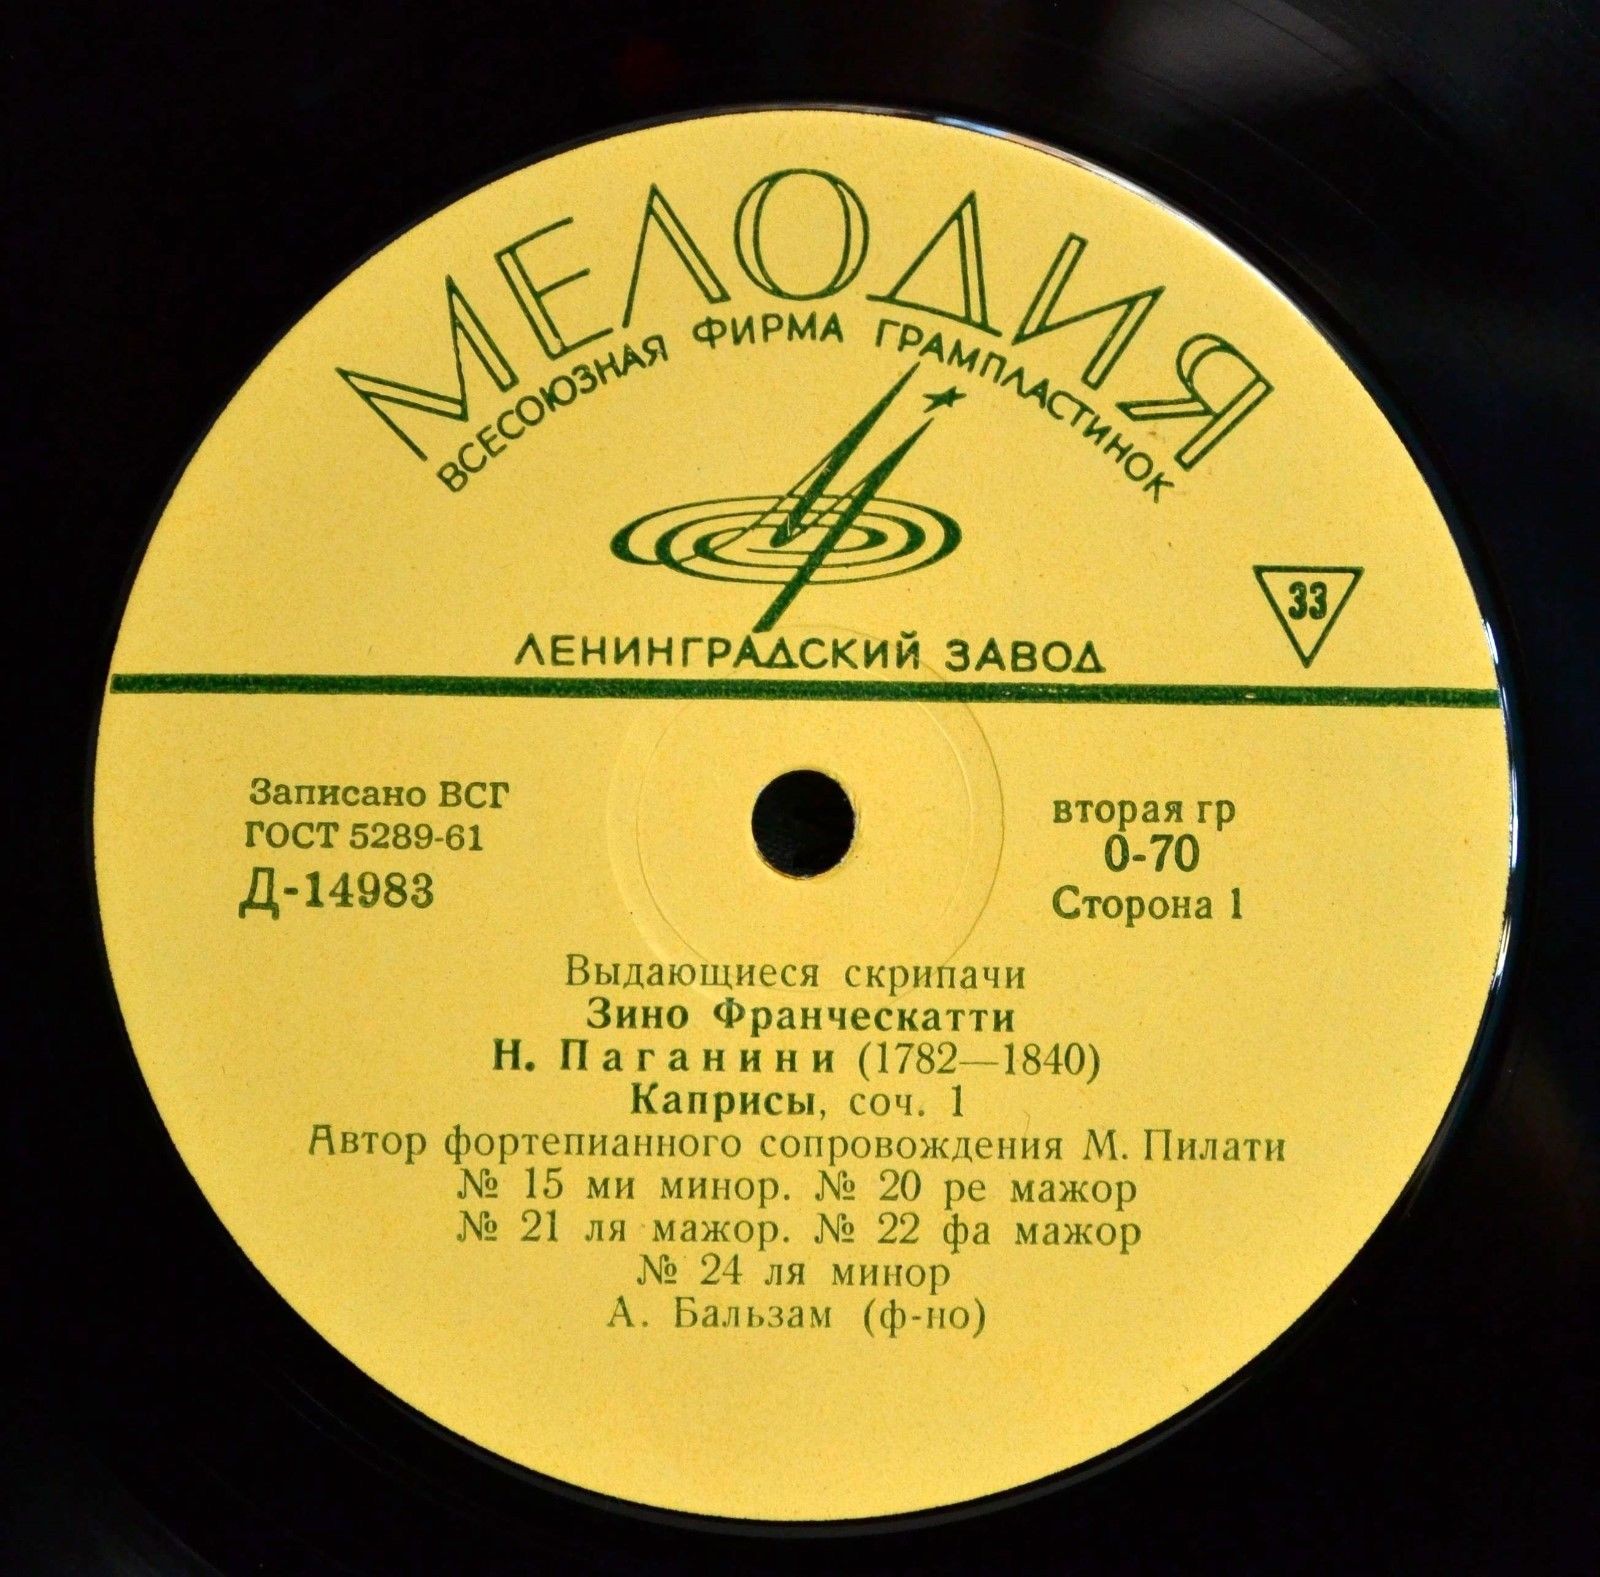 МЕЛОДИЯ
ВСЕСОЮЗНАЯ ФИРМА ГРАМПЛАСТИНОК
33
ЛЕНИНГРАДСКИЙ ЗАВОД
Записано ВСГ
ГОСТ 5289-61
Д-14983
вторая гр
0-70
Сторона 1
Выдающиеся скрипачи
Зино Франческатти
Н. Паганини (1782—1840)
Каприсы, соч. 1
Автор фортепианного сопровождения М. Пилати
№ 15 ми минор. № 20 ре мажор
№ 21 ля мажор. № 22 фа мажор
№ 24 ля минор
А. Бальзам (ф-но)